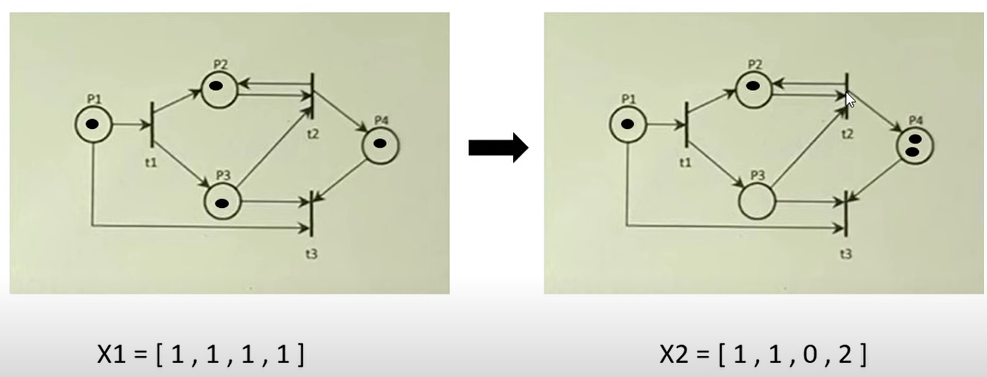 P2
P1
t2
P4
t1
P3
t3
P2
P1
t2
P4
t1
P3
t3
X1 = [ 1 , 1 , 1 , 1 ]
X2 = [ 1 , 1 , 0 , 2 ]